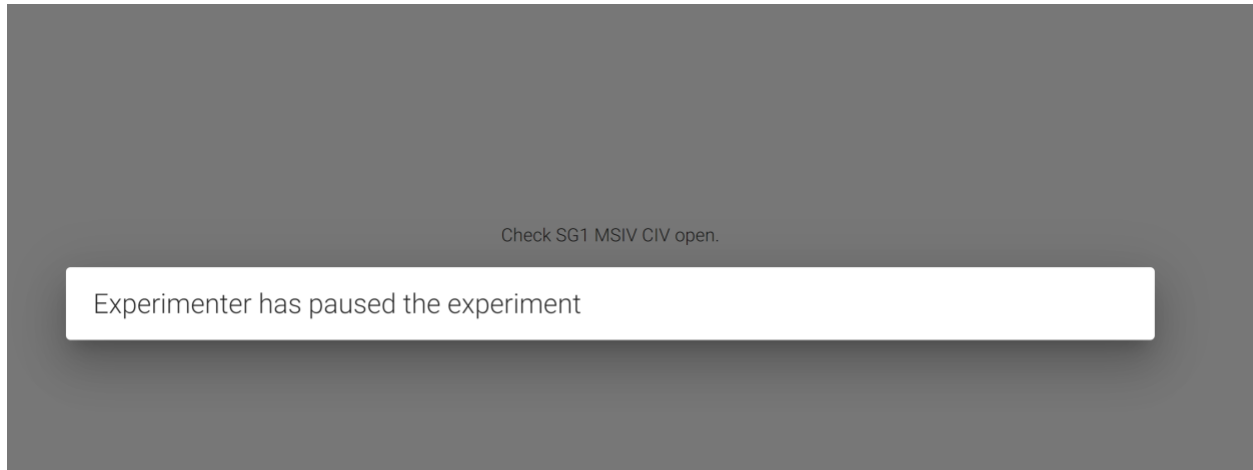 Check SG1 MSIV CIV open.
Experimenter has paused the experiment